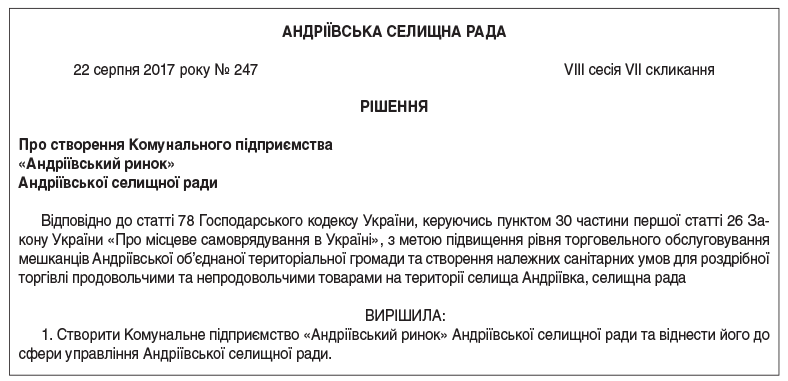 АНДРІЇВСЬКА СЕЛИЩНА РАДА
22 серпня 2017 року № 247 VIII сесія VII скликання
РІШЕННЯ
Про створення Комунального підприємства
«Андріївський ринок»
Андріївської селищної ради
Відповідно до статті 78 Господарського кодексу України, керуючись пунктом 30 частини першої статті 26 За-
кону України «Про місцеве самоврядування в Україні», з метою підвищення рівня торговельного обслуговування
мешканців Андріївської об’єднаної територіальної громади та створення належних санітарних умов для роздрібної
торгівлі продовольчими та непродовольчими товарами на території селища Андріївка, селищна рада
ВИРІШИЛА:
1. Створити Комунальне підприємство «Андріївський ринок» Андріївської селищної ради та віднести його до
сфери управління Андріївської селищної ради.